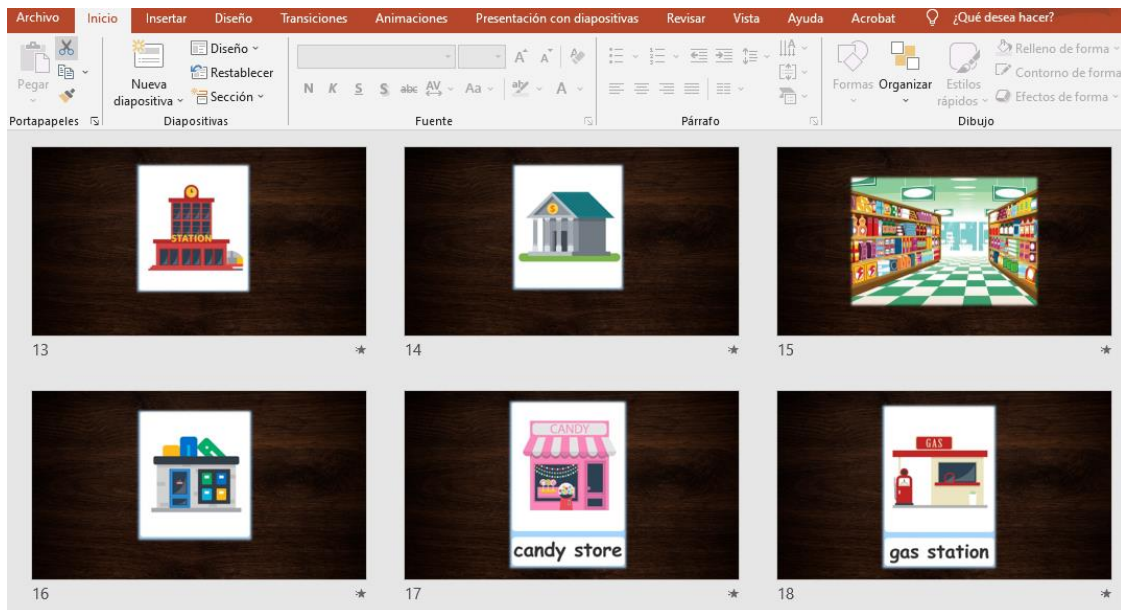 Archivo Inicio Insertar Diseño Transiciones Animaciones Presentación con diapositivas Revisar Vista Ayuda Acrobat ¿Qué desea hacer?
Pegar
Portapapeles
Nueva diapositiva
Diseño
Restablecer
Sección
Diapositivas
N K S S abc AV Aa A
A A
Fuente
Párrafo
Formas
Organizar
Estilos rápidos
Relleno de forma
Contorno de forma
Efectos de forma
Dibujo
STATION
13
14
15
16
CANDY
candy store
17
GAS
gas station
18